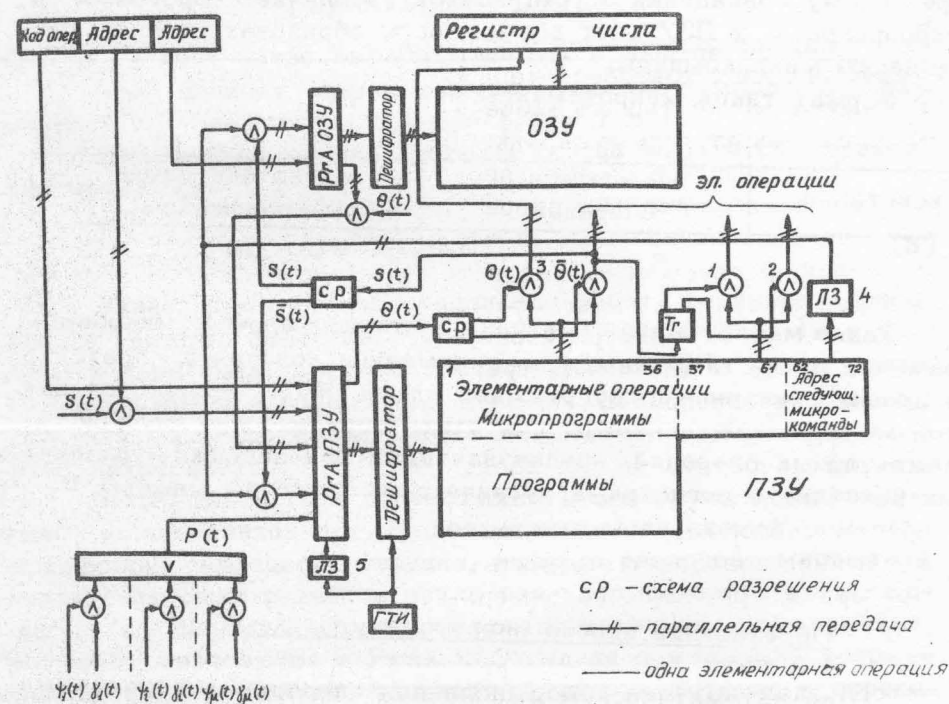 Код опер. Адрес Адрес
Регистр числа
РгА ОЗУ
Дешифратор
ОЗУ
эл. операции
θ(t)
S(t)
S̄(t)
ср
S(t)
θ(t)
θ(t) 3 θ̄(t)
1 2
ЛЗ 4
ср
Тг
1 56 57 61 62 72
Элементарные операции
Микропрограммы
Адрес
следующ.
микро-
команды
S(t)
РгА ПЗУ
Дешифратор
Программы
ПЗУ
P(t)
V
ЛЗ 5
ГТИ
ср – схема разрешения
– параллельная передача
– одна элементарная операция